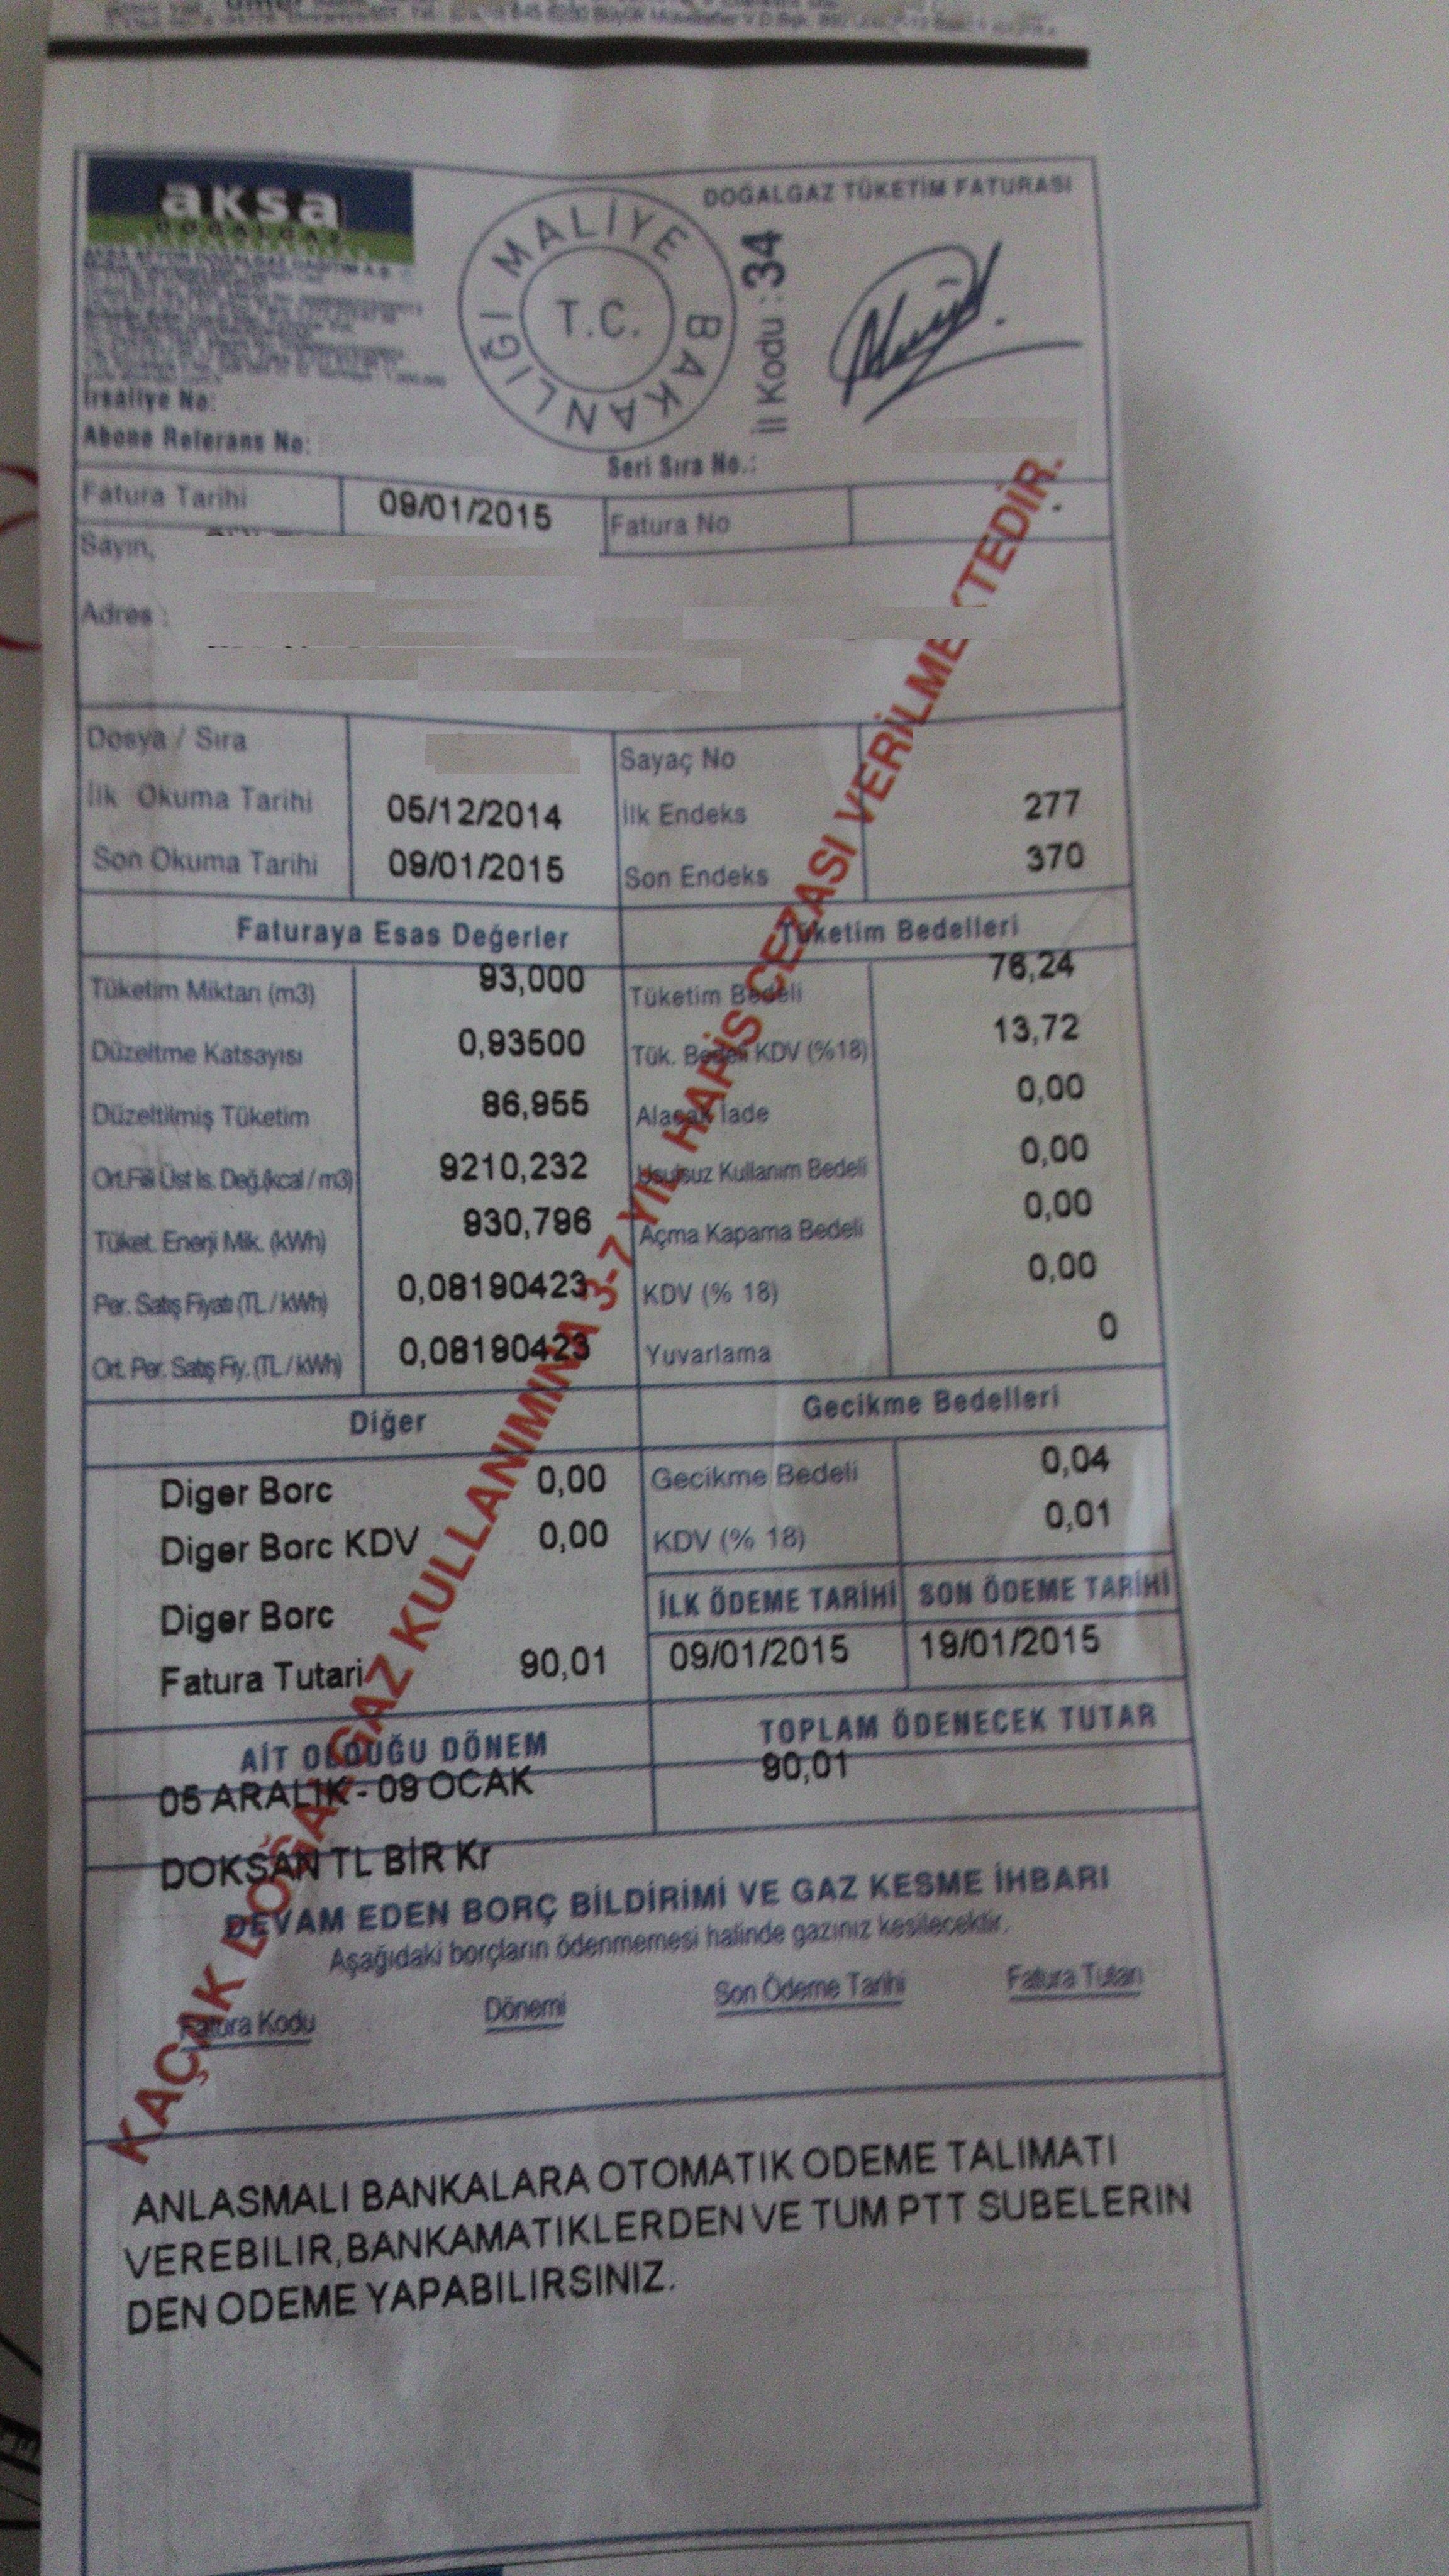 aksa
DOĞALGAZ
DOĞALGAZ TÜKETİM FATURASI
T.C. MALİYE BAKANLIĞI
İl Kodu : 34
İrsaliye No:
Abone Referans No:
Seri Sıra No.:
Fatura Tarihi 09/01/2015 Fatura No
Sayın,
Adres :
Dosya / Sıra Sayaç No
İlk Okuma Tarihi 05/12/2014 İlk Endeks 277
Son Okuma Tarihi 09/01/2015 Son Endeks 370
Faturaya Esas Değerler Tüketim Bedelleri
Tüketim Miktarı (m3) 93,000 Tüketim Bedeli 76,24
Düzeltme Katsayısı 0,93500 Tük. Bedeli KDV (%18) 13,72
Düzeltilmiş Tüketim 86,955 Alacak İade 0,00
Ort.Fiili Üst Is. Değ.(kcal / m3) 9210,232 Usulsuz Kullanım Bedeli 0,00
Tüket. Enerji Mik. (kWh) 930,796 Açma Kapama Bedeli 0,00
Per. Satış Fiyatı (TL / kWh) 0,08190423 KDV (% 18) 0,00
Ort. Per. Satış Fiy. (TL / kWh) 0,08190423 Yuvarlama 0
Diğer Gecikme Bedelleri
Diger Borc 0,00 Gecikme Bedeli 0,04
Diger Borc KDV 0,00 KDV (% 18) 0,01
Diger Borc İLK ÖDEME TARİHİ SON ÖDEME TARİHİ
Fatura Tutari 90,01 09/01/2015 19/01/2015
AİT OLDUĞU DÖNEM TOPLAM ÖDENECEK TUTAR
05 ARALIK - 09 OCAK 90,01
DOKSAN TL BİR Kr
DEVAM EDEN BORÇ BİLDİRİMİ VE GAZ KESME İHBARI
Aşağıdaki borçların ödenmemesi halinde gazınız kesilecektir.
Fatura Kodu Dönemi Son Ödeme Tarihi Fatura Tutarı
KAÇAK DOĞALGAZ KULLANIMINA 3-7 YIL HAPİS CEZASI VERİLMEKTEDİR.
ANLASMALI BANKALARA OTOMATIK ODEME TALIMATI
VEREBILIR,BANKAMATIKLERDEN VE TUM PTT SUBELERIN
DEN ODEME YAPABILIRSINIZ.